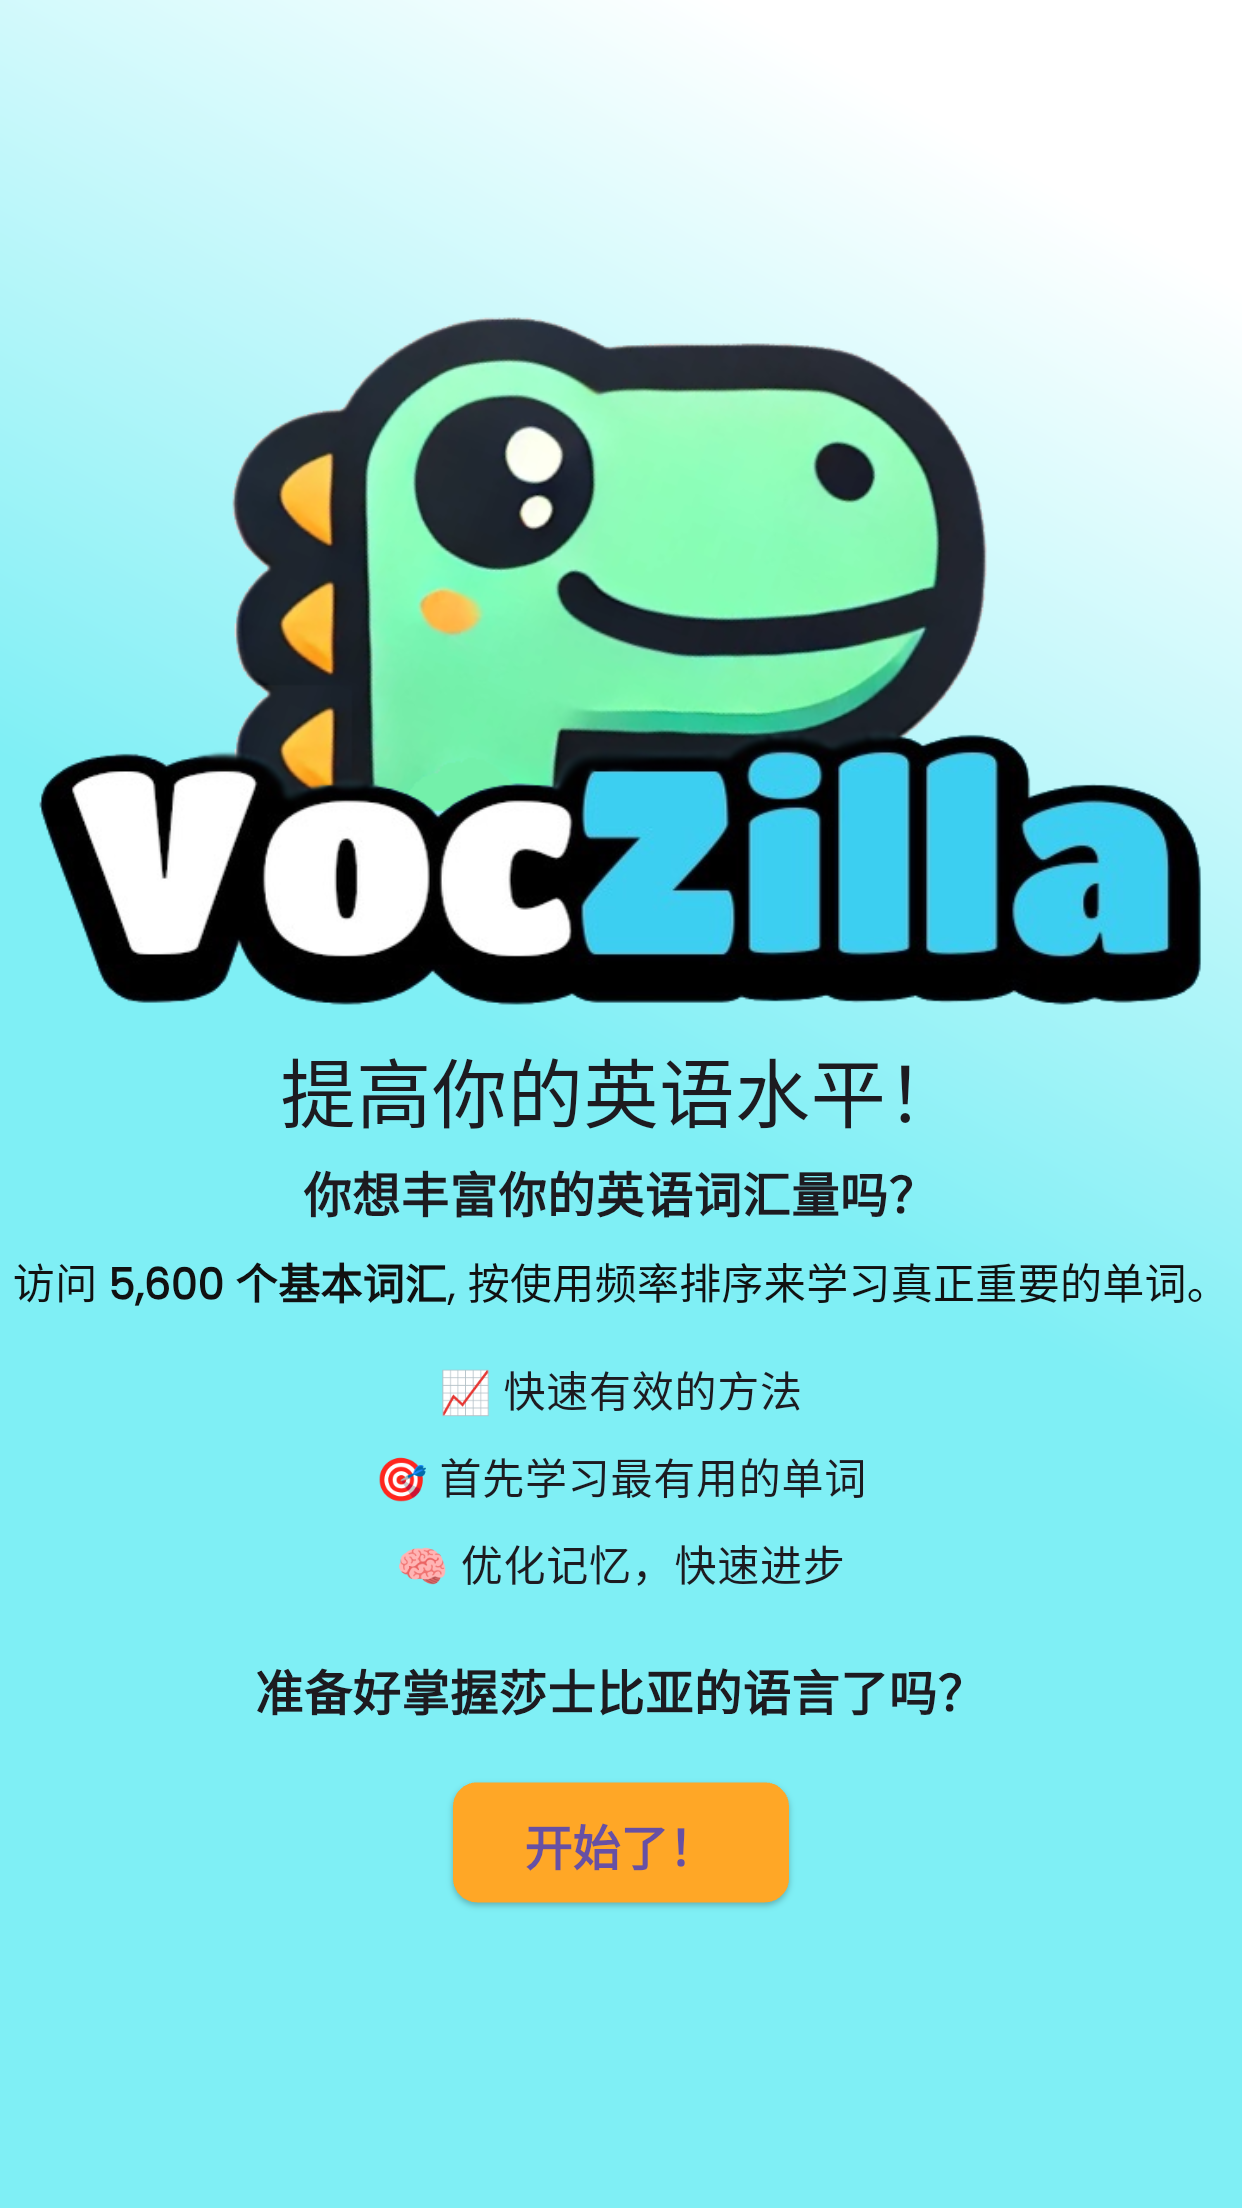 VocZilla
提高你的英语水平！
你想丰富你的英语词汇量吗？
访问 5,600 个基本词汇, 按使用频率排序来学习真正重要的单词。
📈 快速有效的方法
🎯 首先学习最有用的单词
🧠 优化记忆，快速进步
准备好掌握莎士比亚的语言了吗？
开始了！